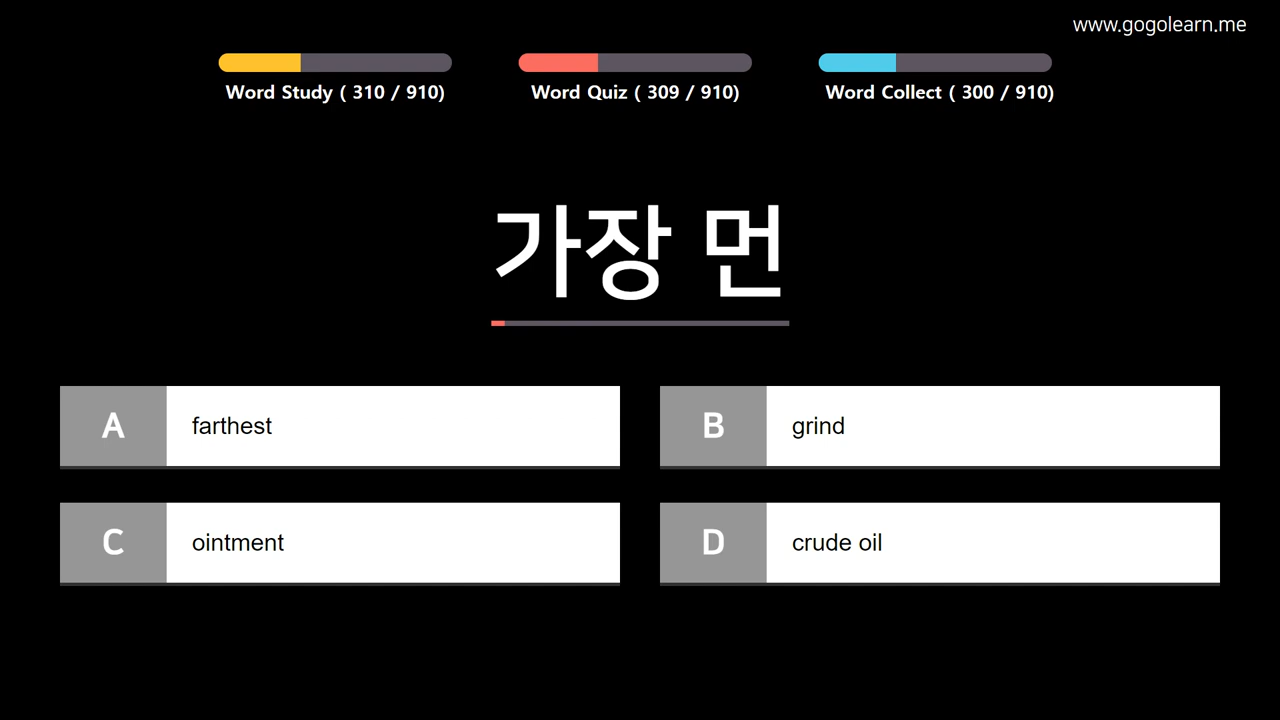 www.gogolearn.me
Word Study ( 310 / 910)
Word Quiz ( 309 / 910)
Word Collect ( 300 / 910)
가장 먼
A farthest
B grind
C ointment
D crude oil